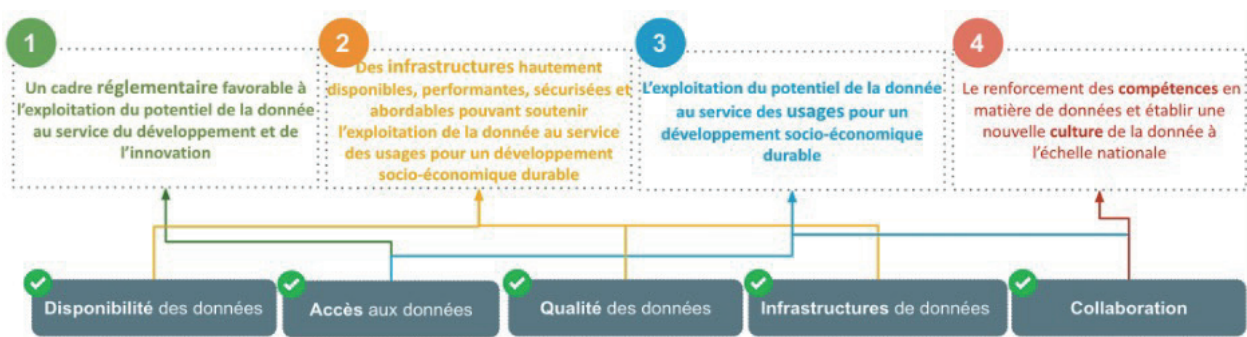 1
Un cadre réglementaire favorable à
l'exploitation du potentiel de la donnée
au service du développement et de
l'innovation
2
Des infrastructures hautement
disponibles, performantes, sécurisées et
abordables pouvant soutenir
l'exploitation de la donnée au service
des usages pour un développement
socio-économique durable
3
L'exploitation du potentiel de la donnée
au service des usages pour un
développement socio-économique
durable
4
Le renforcement des compétences en
matière de données et établir une
nouvelle culture de la donnée à
l'échelle nationale
Disponibilité des données
Accès aux données
Qualité des données
Infrastructures de données
Collaboration